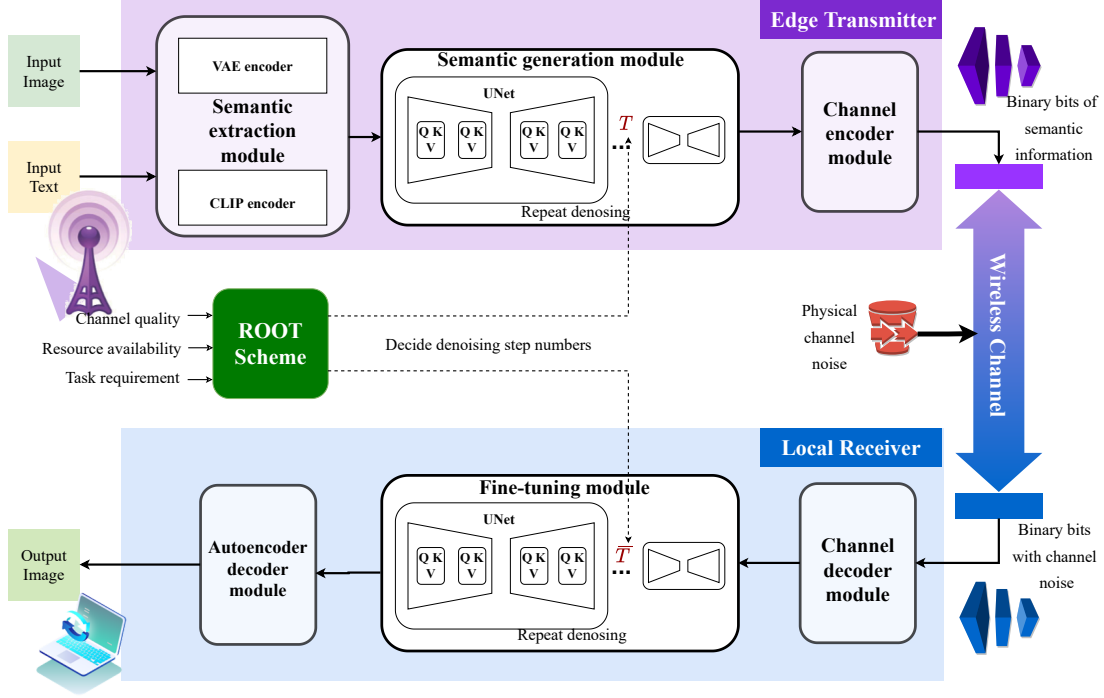 Edge Transmitter
Input
Image
VAE encoder
Semantic
extraction
module
CLIP encoder
Input
Text
Semantic generation module
UNet
Q K
V
Q K
V
Q K
V
Q K
V
T
...
Repeat denosing
Channel
encoder
module
Binary bits of
semantic
information
Wireless Channel
Physical
channel
noise
Channel quality
Resource availability
Task requirement
ROOT
Scheme
Decide denoising step numbers
Local Receiver
Fine-tuning module
UNet
Q K
V
Q K
V
Q K
V
Q K
V
T̅
...
Repeat denosing
Channel
decoder
module
Binary bits
with channel
noise
Autoencoder
decoder
module
Output
Image